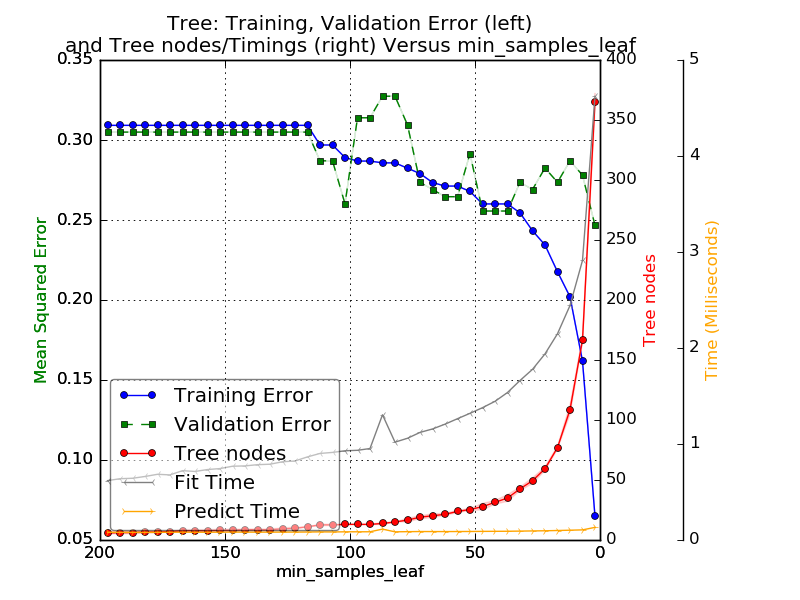 Tree: Training, Validation Error (left)
and Tree nodes/Timings (right) Versus min_samples_leaf
0.35
0.30
0.25
0.20
0.15
0.10
0.05
Mean Squared Error
400
350
300
250
200
150
100
50
0
Tree nodes
5
4
3
2
1
0
Time (Milliseconds)
Training Error
Validation Error
Tree nodes
Fit Time
Predict Time
200
150
100
50
0
min_samples_leaf